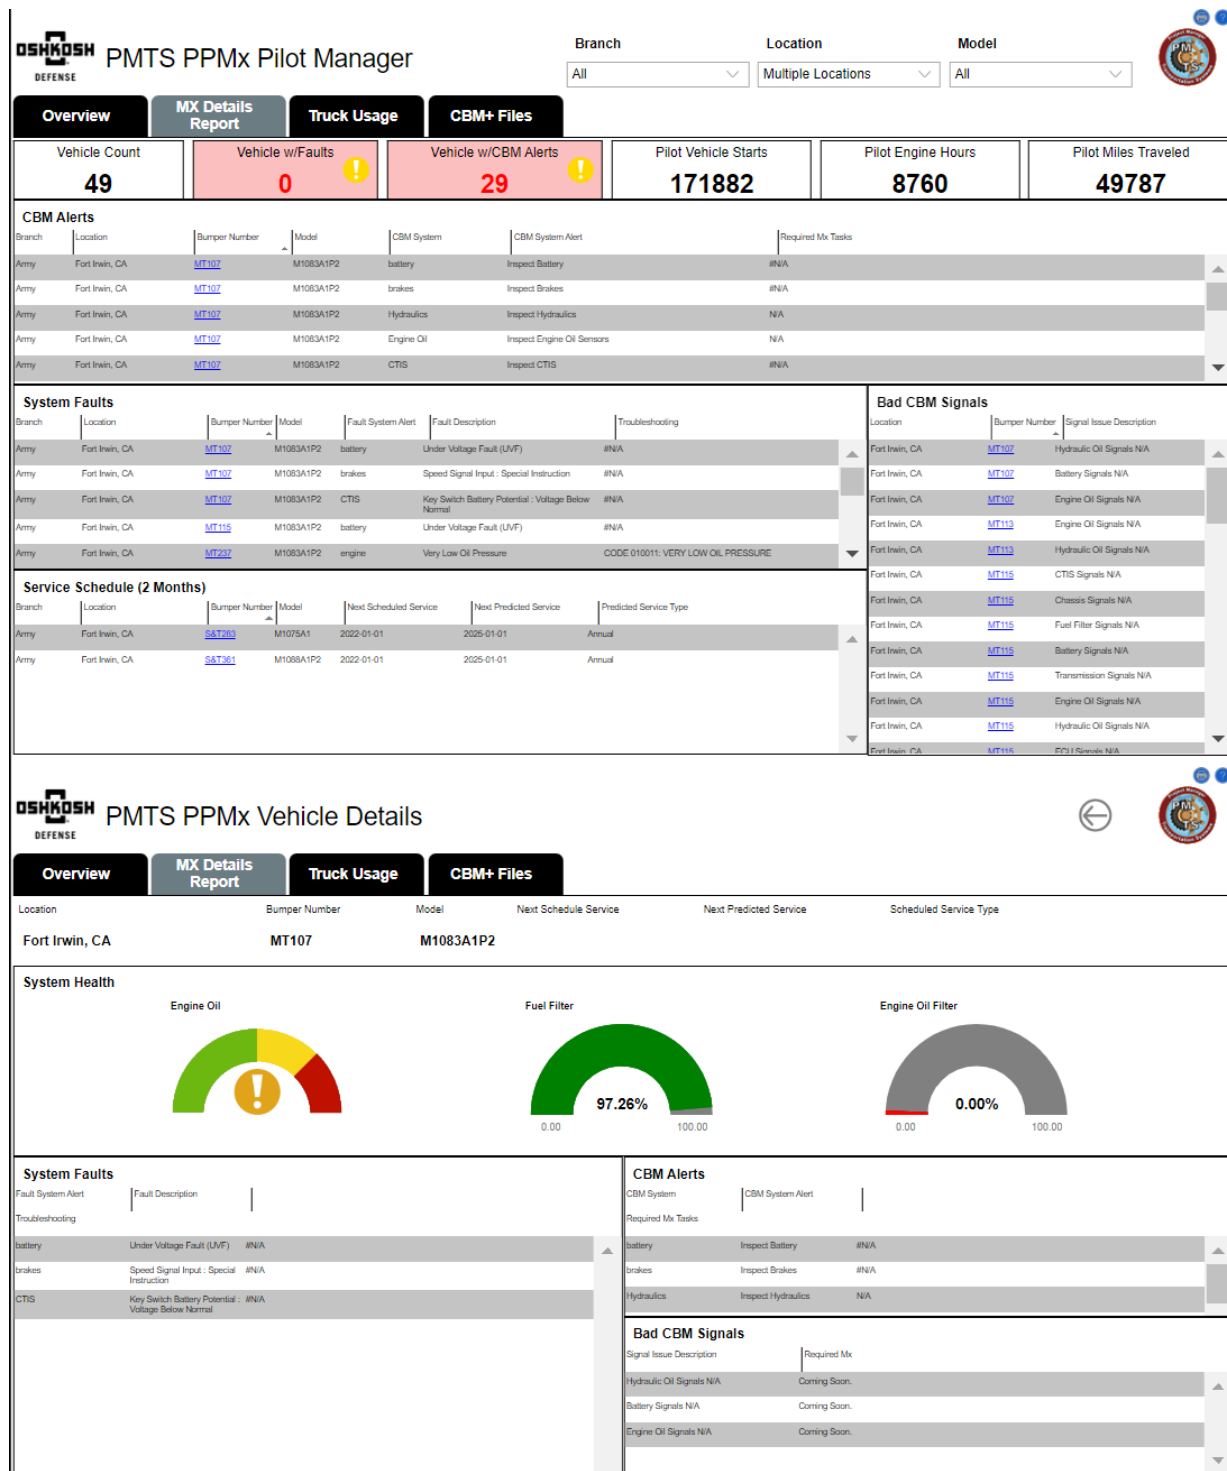 OSHKOSH
DEFENSE
PMTS PPMx Pilot Manager
Branch Location Model
All Multiple Locations All
Overview MX Details Report Truck Usage CBM+ Files
Vehicle Count Vehicle w/Faults Vehicle w/CBM Alerts Pilot Vehicle Starts Pilot Engine Hours Pilot Miles Traveled
49 0 29 171882 8760 49787
CBM Alerts
Branch Location Bumper Number Model CBM System CBM System Alert Required Mx Tasks
Army Fort Irwin, CA MT107 M1083A1P2 battery Inspect Battery #N/A
Army Fort Irwin, CA MT107 M1083A1P2 brakes Inspect Brakes #N/A
Army Fort Irwin, CA MT107 M1083A1P2 Hydraulics Inspect Hydraulics N/A
Army Fort Irwin, CA MT107 M1083A1P2 Engine Oil Inspect Engine Oil Sensors N/A
Army Fort Irwin, CA MT107 M1083A1P2 CTIS Inspect CTIS #N/A
System Faults
Branch Location Bumper Number Model Fault System Alert Fault Description Troubleshooting
Army Fort Irwin, CA MT107 M1083A1P2 battery Under Voltage Fault (UVF) #N/A
Army Fort Irwin, CA MT107 M1083A1P2 brakes Speed Signal Input : Special Instruction #N/A
Army Fort Irwin, CA MT107 M1083A1P2 CTIS Key Switch Battery Potential : Voltage Below Normal #N/A
Army Fort Irwin, CA MT115 M1083A1P2 battery Under Voltage Fault (UVF) #N/A
Army Fort Irwin, CA MT237 M1083A1P2 engine Very Low Oil Pressure CODE 010011: VERY LOW OIL PRESSURE
Service Schedule (2 Months)
Branch Location Bumper Number Model Next Scheduled Service Next Predicted Service Predicted Service Type
Army Fort Irwin, CA S&T263 M1075A1 2022-01-01 2025-01-01 Annual
Army Fort Irwin, CA S&T361 M1088A1P2 2022-01-01 2025-01-01 Annual
Bad CBM Signals
Location Bumper Number Signal Issue Description
Fort Irwin, CA MT107 Hydraulic Oil Signals N/A
Fort Irwin, CA MT107 Battery Signals N/A
Fort Irwin, CA MT107 Engine Oil Signals N/A
Fort Irwin, CA MT113 Engine Oil Signals N/A
Fort Irwin, CA MT113 Hydraulic Oil Signals N/A
Fort Irwin, CA MT115 CTIS Signals N/A
Fort Irwin, CA MT115 Chassis Signals N/A
Fort Irwin, CA MT115 Fuel Filter Signals N/A
Fort Irwin, CA MT115 Battery Signals N/A
Fort Irwin, CA MT115 Transmission Signals N/A
Fort Irwin, CA MT115 Engine Oil Signals N/A
Fort Irwin, CA MT115 Hydraulic Oil Signals N/A
Fort Irwin, CA MT115 ECU Signals N/A
OSHKOSH
DEFENSE
PMTS PPMx Vehicle Details
Overview MX Details Report Truck Usage CBM+ Files
Location Bumper Number Model Next Schedule Service Next Predicted Service Scheduled Service Type
Fort Irwin, CA MT107 M1083A1P2
System Health
Engine Oil Fuel Filter Engine Oil Filter
97.26% 0.00%
0.00 100.00 0.00 100.00
System Faults
Fault System Alert Fault Description
Troubleshooting
battery Under Voltage Fault (UVF) #N/A
brakes Speed Signal Input : Special #N/A
Instruction
CTIS Key Switch Battery Potential : #N/A
Voltage Below Normal
CBM Alerts
CBM System CBM System Alert
Required Mx Tasks
battery Inspect Battery #N/A
brakes Inspect Brakes #N/A
Hydraulics Inspect Hydraulics N/A
Bad CBM Signals
Signal Issue Description Required Mx
Hydraulic Oil Signals N/A Coming Soon.
Battery Signals N/A Coming Soon.
Engine Oil Signals N/A Coming Soon.